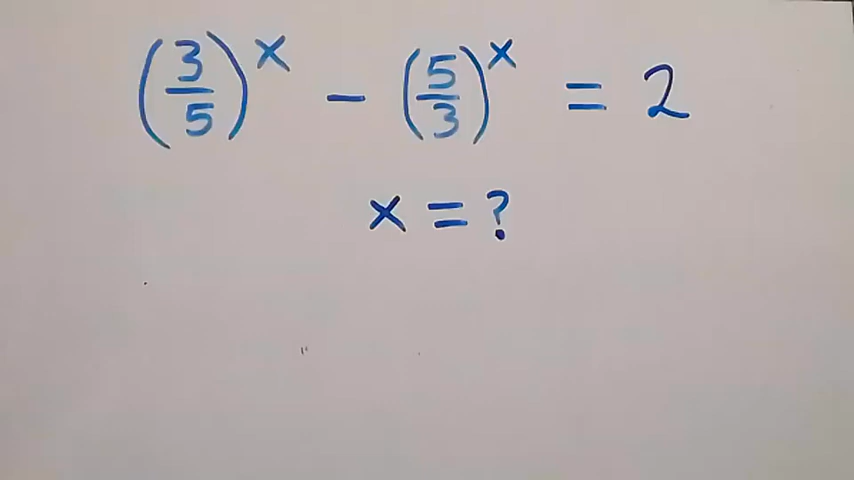 (3/5)^x - (5/3)^x = 2
x = ?